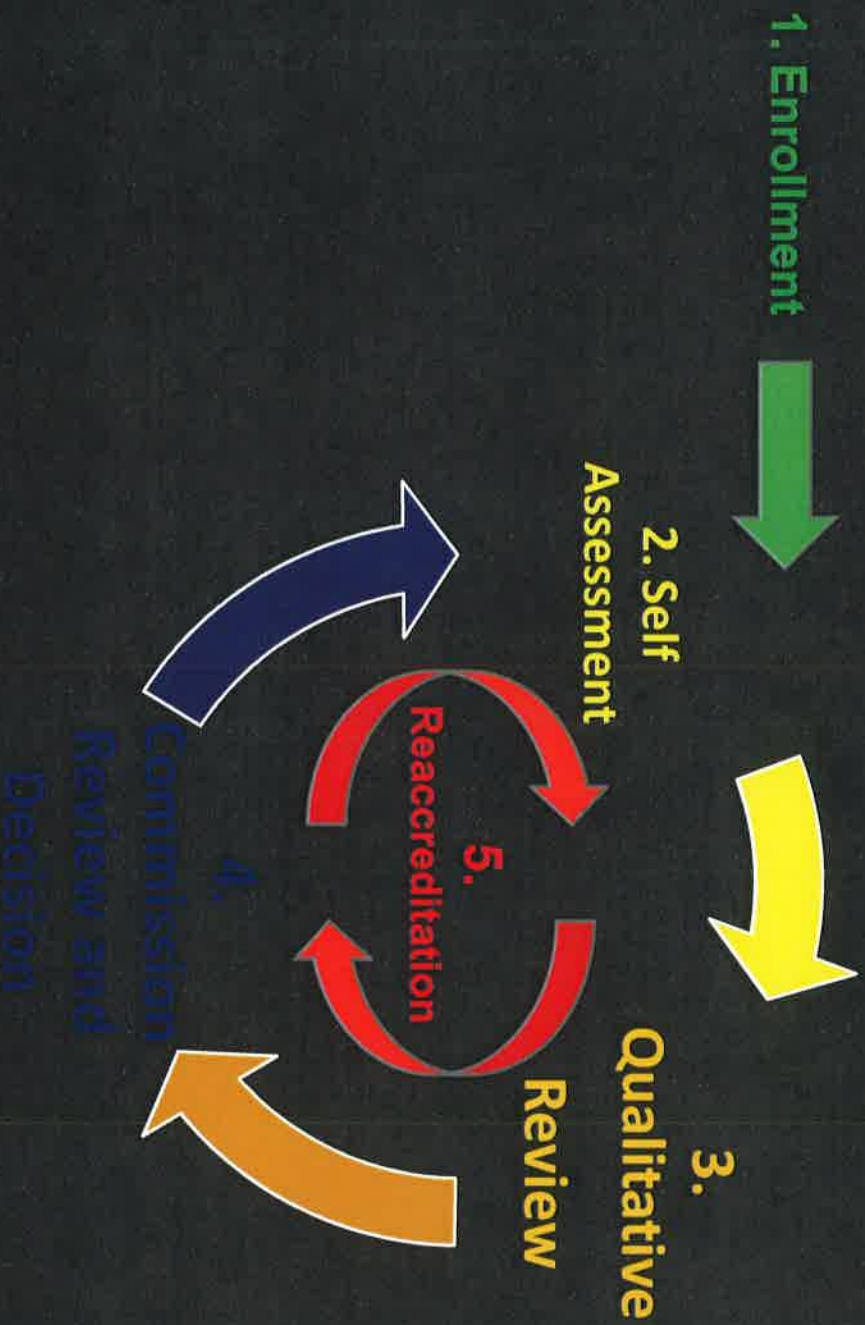 1. Enrollment
2. Self
Assessment
3.
Qualitative
Review
4.
Commission
Review and
Decision
5.
Reaccreditation